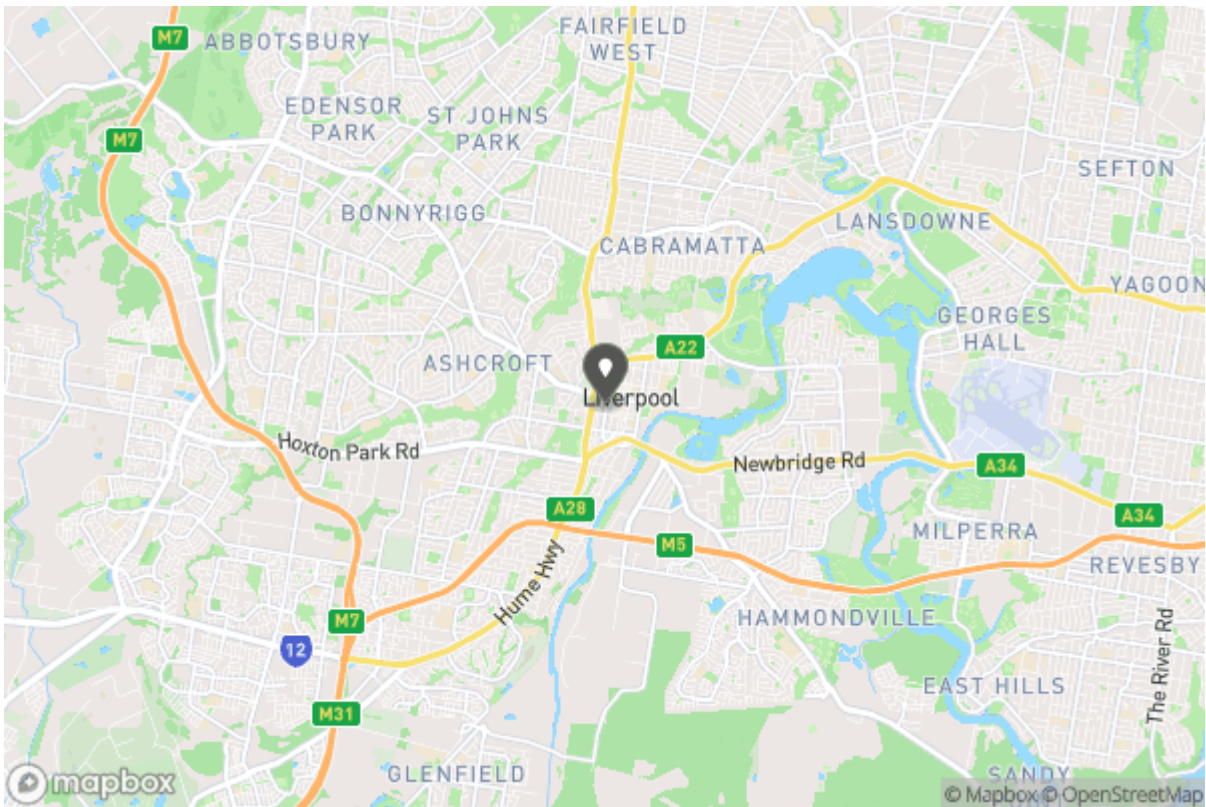 M7
ABBOTSBURY
FAIRFIELD
WEST
EDENSOR
PARK
ST JOHNS
PARK
M7
SEFTON
BONNYRIGG
LANSDOWNE
CABRAMATTA
YAGOON
GEORGES
HALL
ASHCROFT
A22
Liverpool
Hoxton Park Rd
Newbridge Rd
A34
A28
A34
MILPERRA
M5
REVESBY
Hume Hwy
M7
HAMMONDVILLE
12
The River Rd
EAST HILLS
M31
GLENFIELD
SANDY
mapbox
© Mapbox © OpenStreetMap